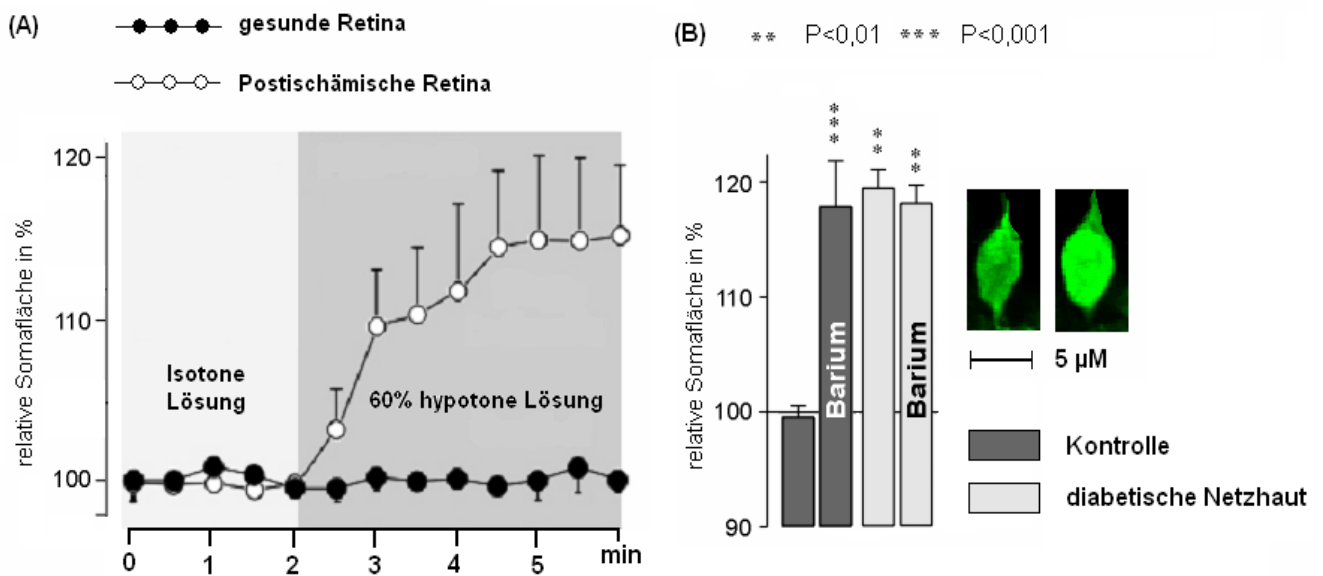 (A)
gesunde Retina
Postischämische Retina
relative Somafläche in %
120
110
100
Isotone
Lösung
60% hypotone Lösung
0 1 2 3 4 5 min
(B) ** P<0,01 *** P<0,001
relative Somafläche in %
120
110
100
90
*** ** **
Barium
Barium
5 µM
Kontrolle
diabetische Netzhaut